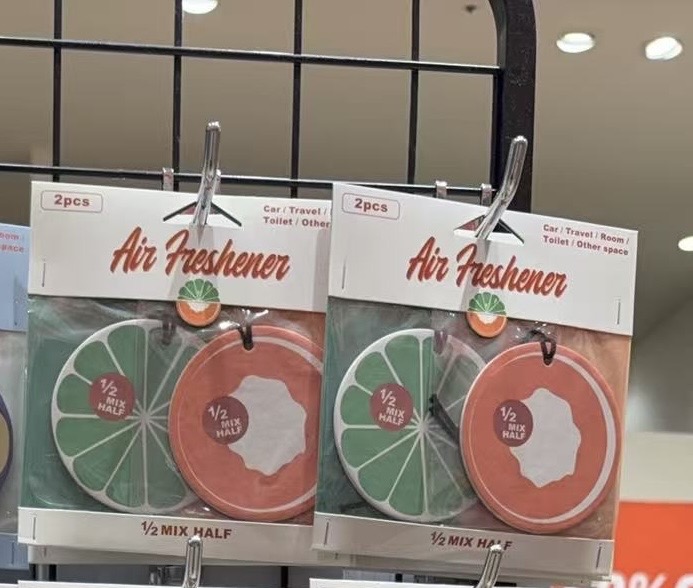 oom /
space
2pcs
Car / Travel /
Toilet / Other
Air Freshener
1/2
MIX
HALF
1/2
MIX
HALF
1/2 MIX HALF
2pcs
Car / Travel / Room /
Toilet / Other space
Air Freshener
1/2
MIX
HALF
1/2
MIX
HALF
1/2 MIX HALF